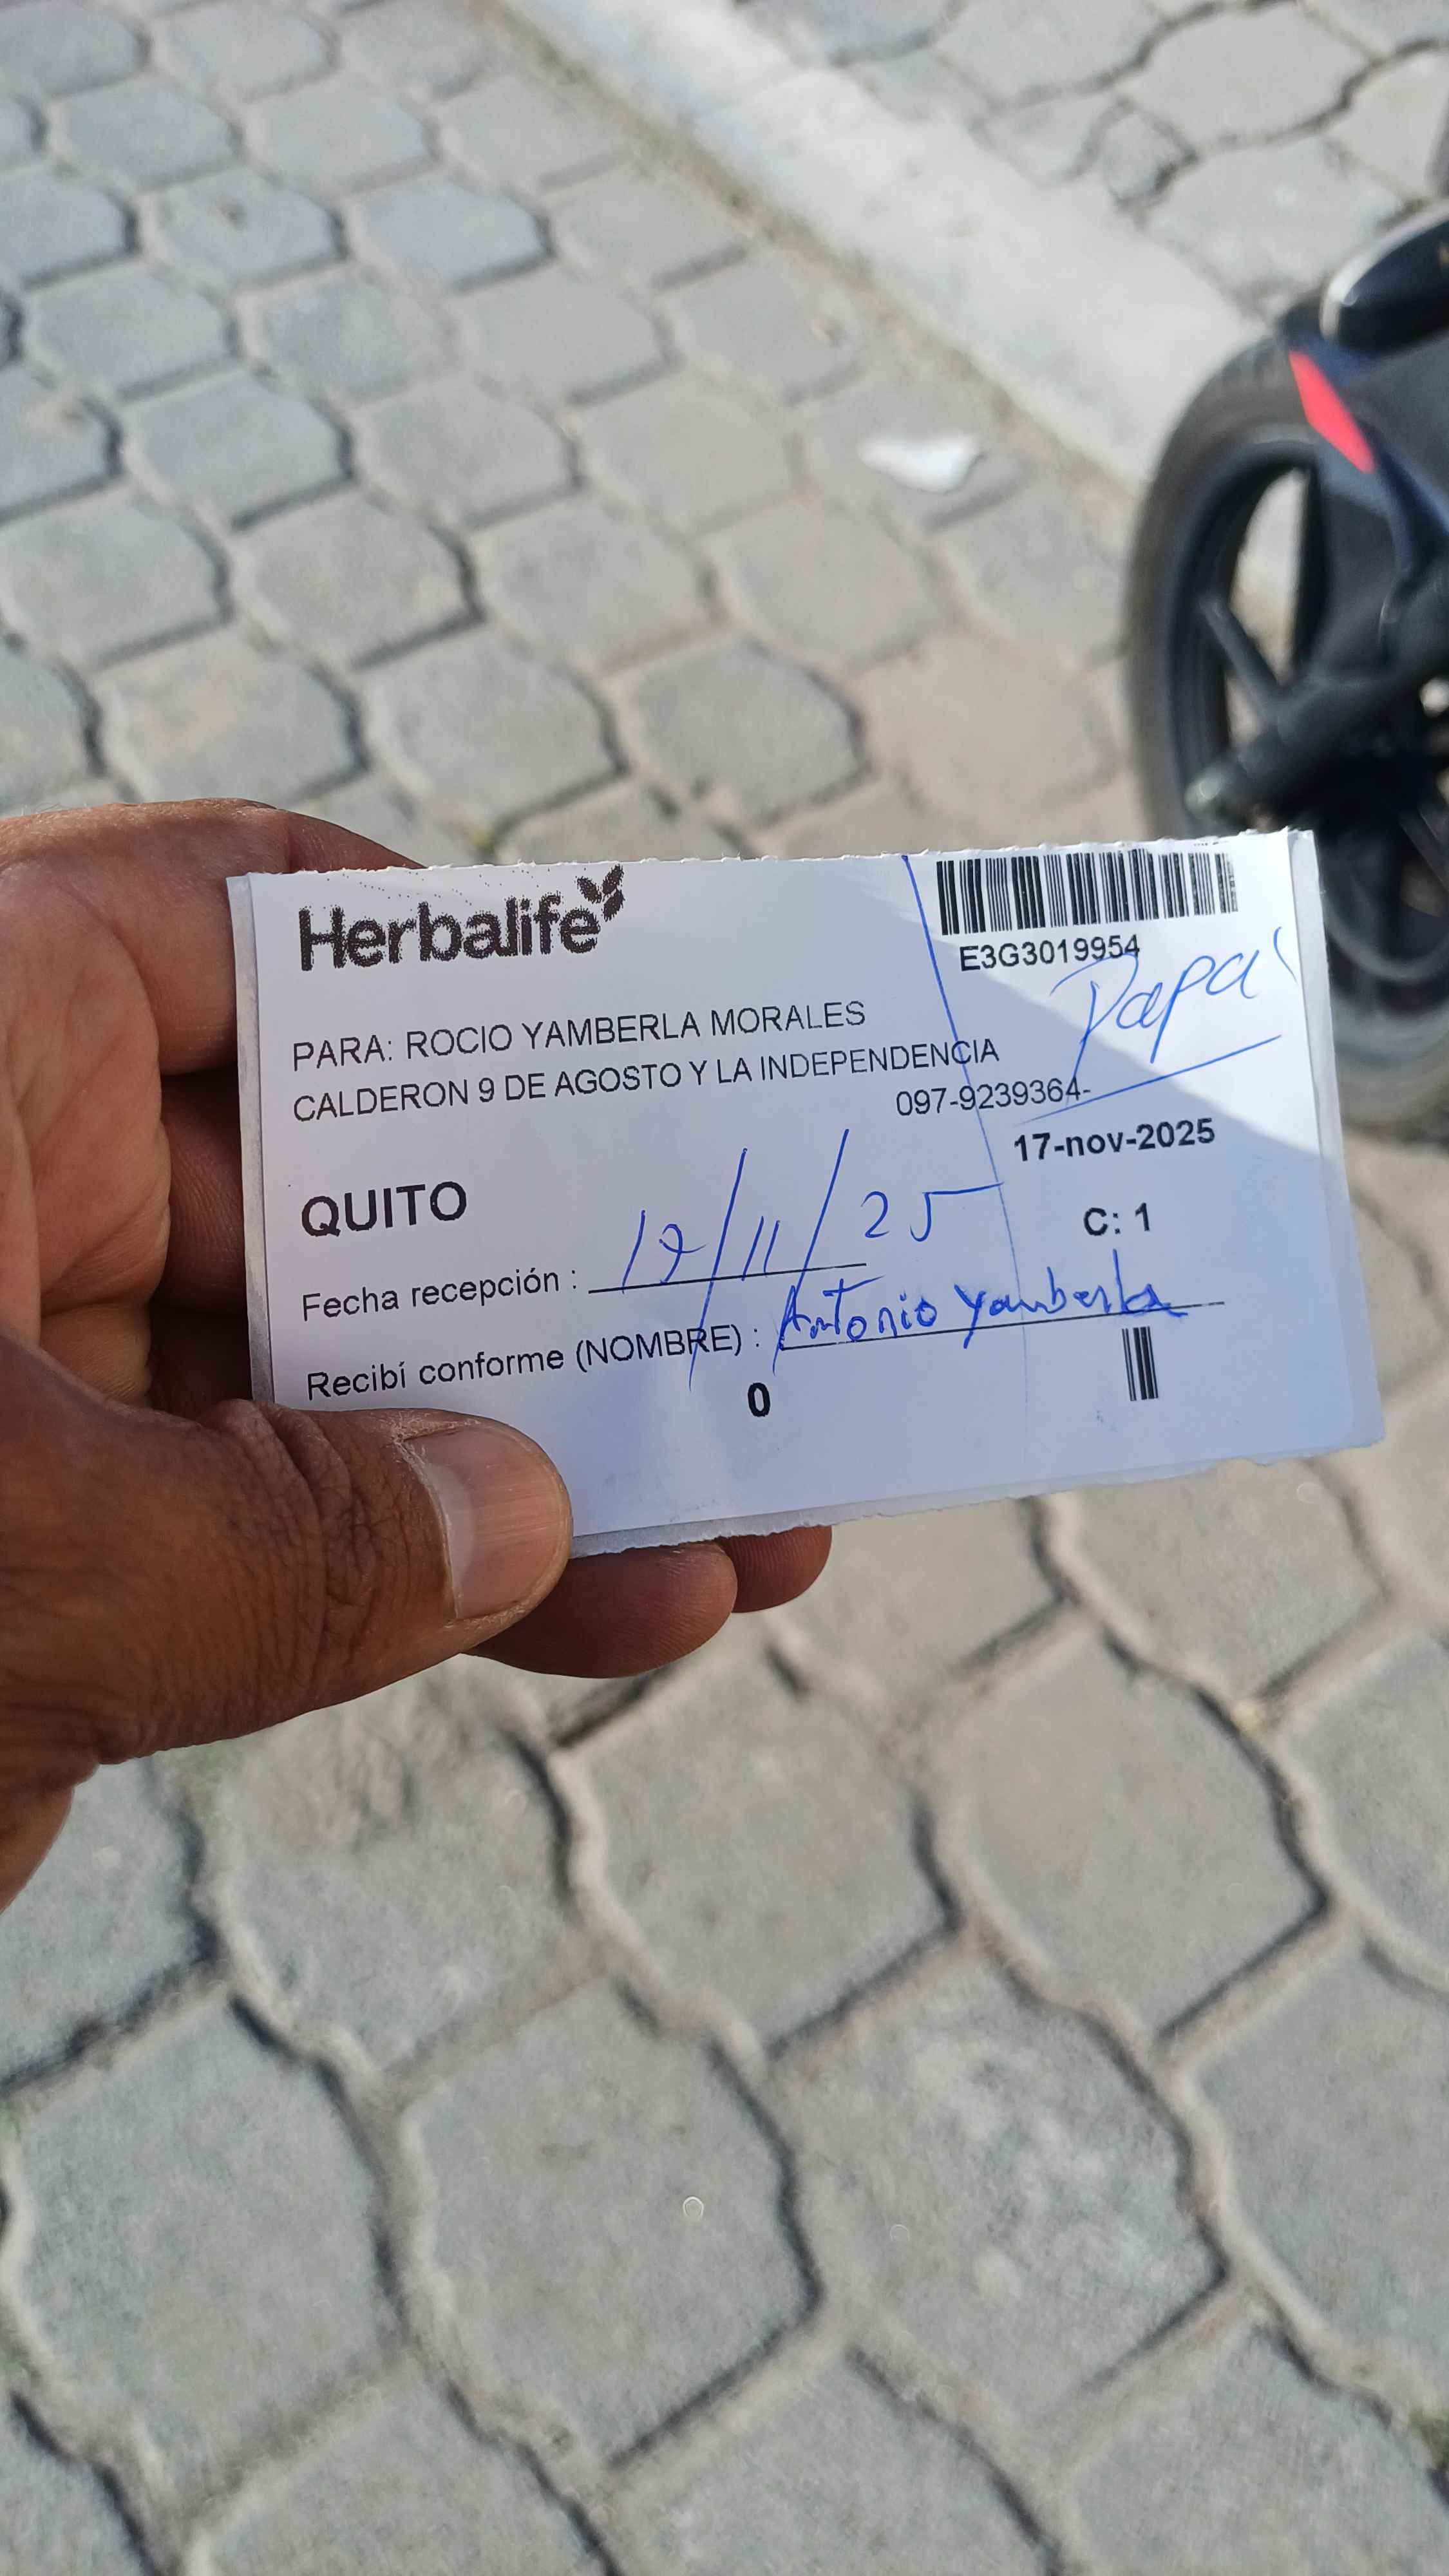 Herbalife
E3G3019954
Papá
PARA: ROCIO YAMBERLA MORALES
CALDERON 9 DE AGOSTO Y LA INDEPENDENCIA
097-9239364-
17-nov-2025
QUITO
C: 1
Fecha recepción : 17/11/25
Recibí conforme (NOMBRE) : Antonio Yamberla
0